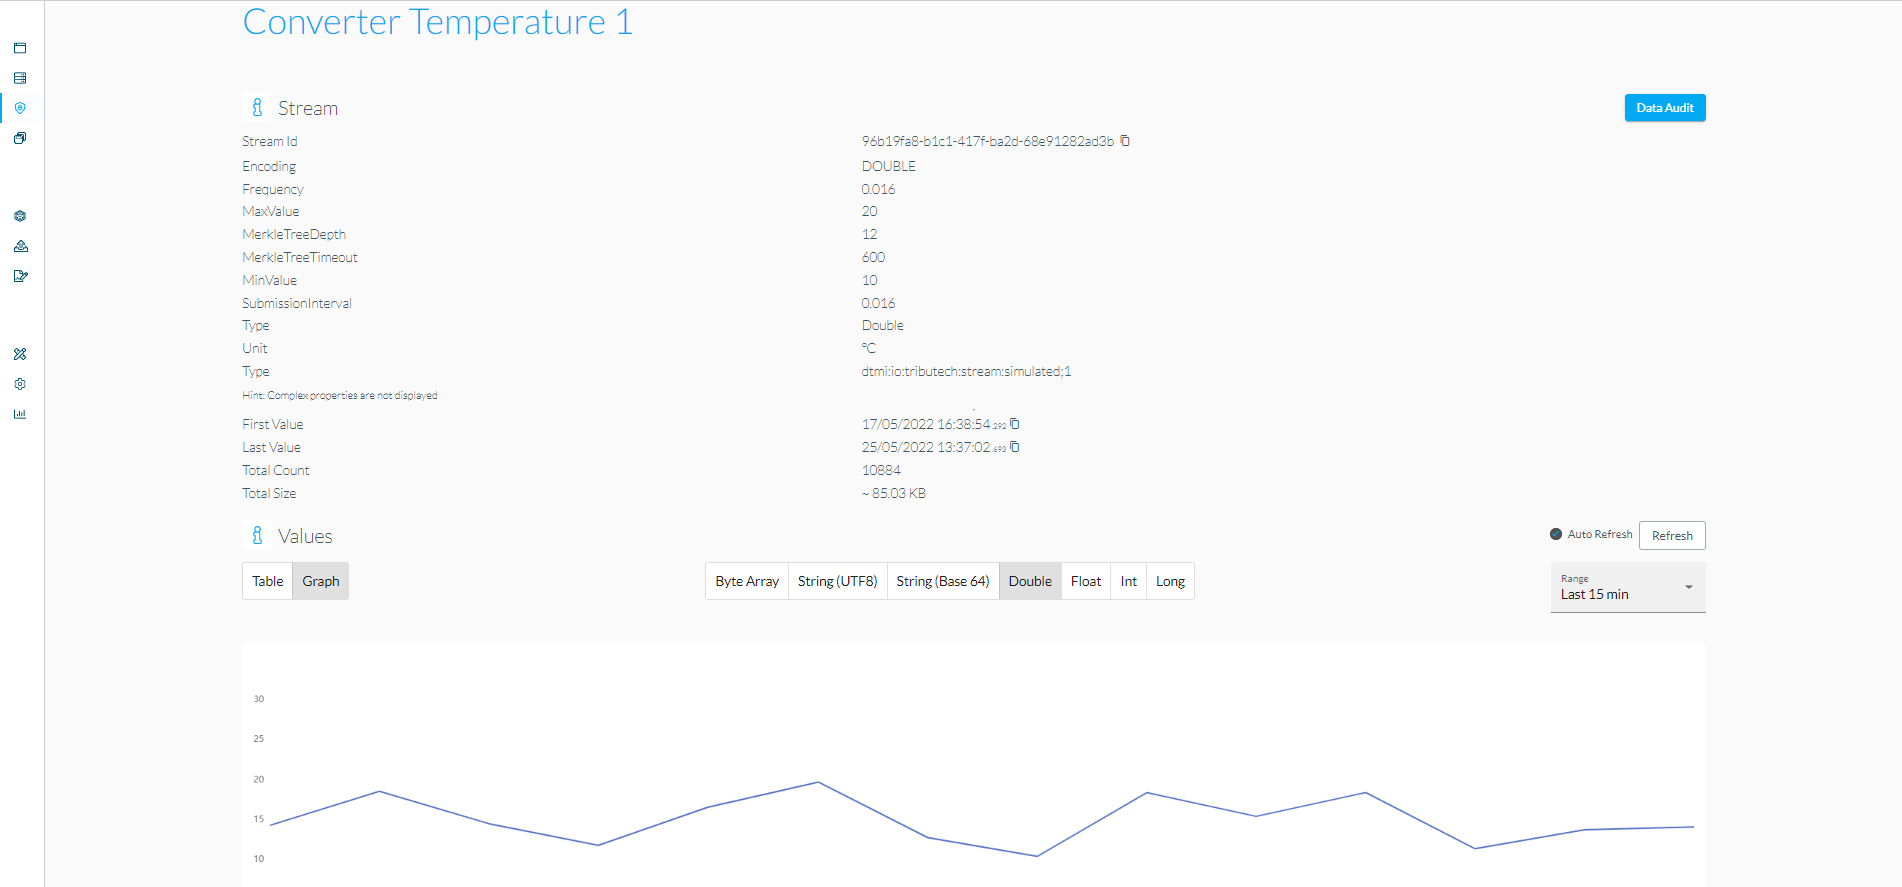 Converter Temperature 1
Stream
Data Audit
Stream Id 96b19fa8-b1c1-417f-ba2d-68e91282ad3b
Encoding DOUBLE
Frequency 0.016
MaxValue 20
MerkleTreeDepth 12
MerkleTreeTimeout 600
MinValue 10
SubmissionInterval 0.016
Type Double
Unit °C
Type dtmi:io:tributech:stream:simulated;1
Hint: Complex properties are not displayed
First Value 17/05/2022 16:38:54.292
Last Value 25/05/2022 13:37:02.693
Total Count 10884
Total Size ~ 85.03 KB
Values
Auto Refresh Refresh
Table Graph Byte Array String (UTF8) String (Base 64) Double Float Int Long
Range
Last 15 min
30
25
20
15
10